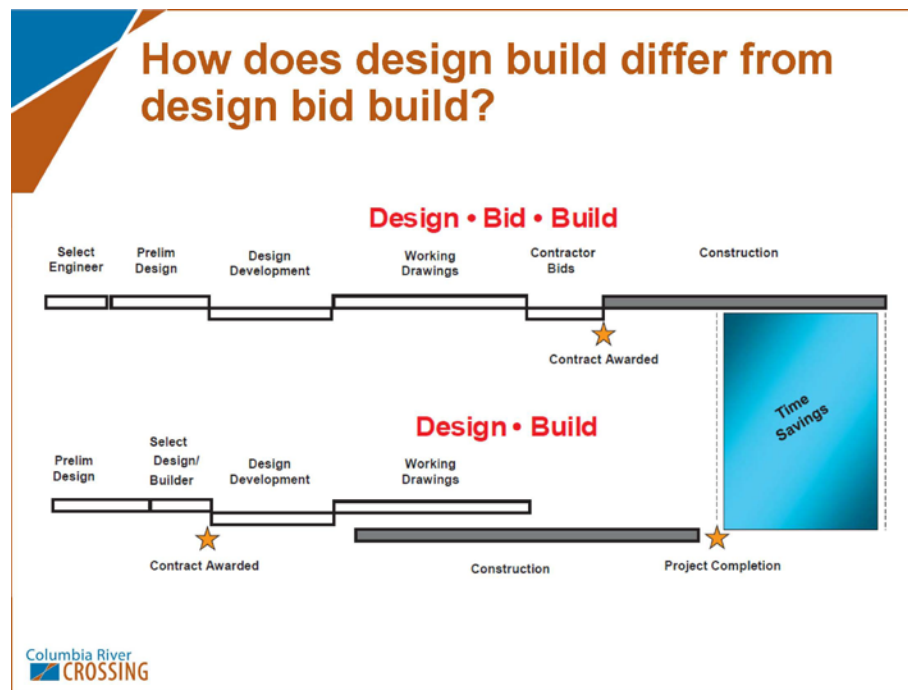 How does design build differ from
design bid build?
Design • Bid • Build
Select
Engineer
Prelim
Design
Design
Development
Working
Drawings
Contractor
Bids
Construction
Contract Awarded
Time
Savings
Design • Build
Prelim
Design
Select
Design/
Builder
Design
Development
Working
Drawings
Contract Awarded
Construction
Project Completion
Columbia River
CROSSING